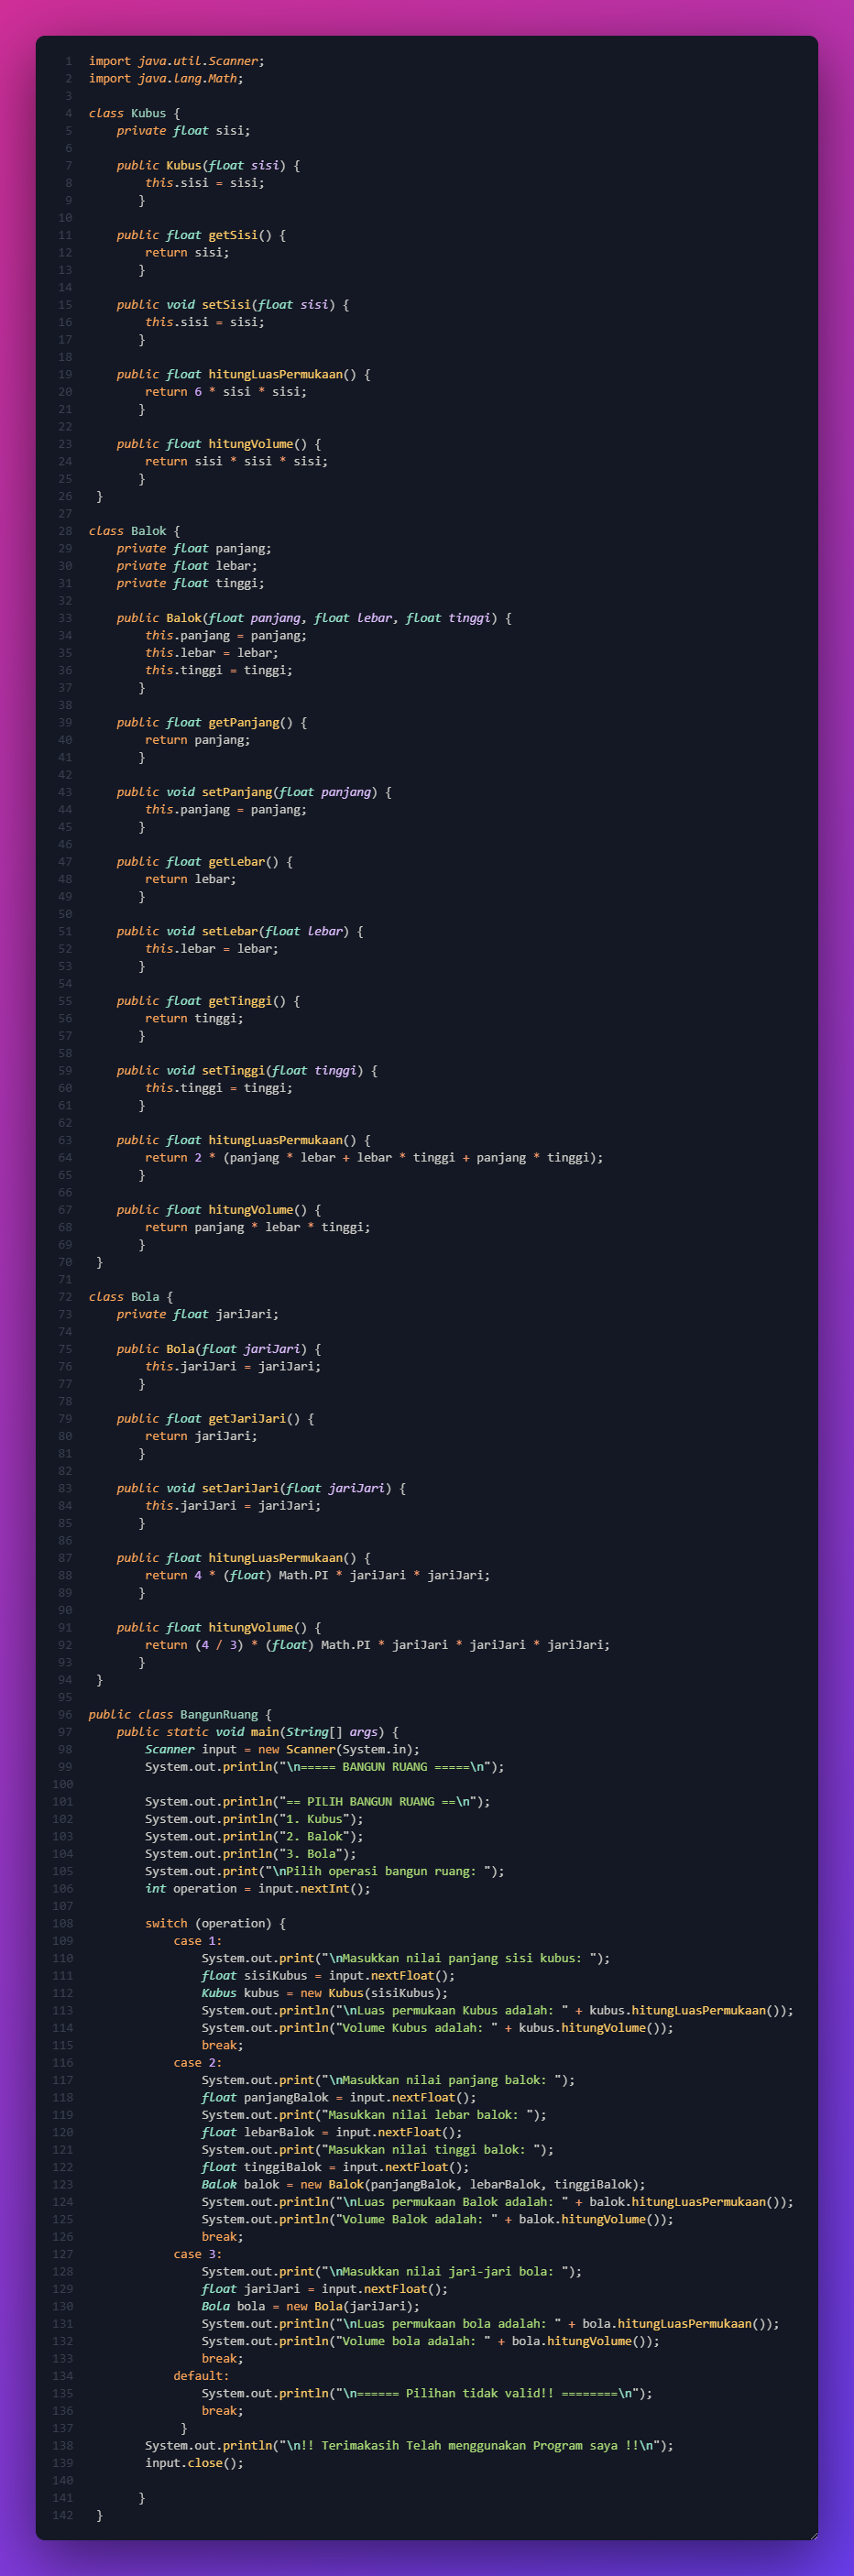 1 import java.util.Scanner;
2 import java.lang.Math;
3
4 class Kubus {
5     private float sisi;
6
7     public Kubus(float sisi) {
8         this.sisi = sisi;
9        }
10
11     public float getSisi() {
12         return sisi;
13        }
14
15     public void setSisi(float sisi) {
16         this.sisi = sisi;
17        }
18
19     public float hitungLuasPermukaan() {
20         return 6 * sisi * sisi;
21        }
22
23     public float hitungVolume() {
24         return sisi * sisi * sisi;
25        }
26  }
27
28 class Balok {
29     private float panjang;
30     private float lebar;
31     private float tinggi;
32
33     public Balok(float panjang, float lebar, float tinggi) {
34         this.panjang = panjang;
35         this.lebar = lebar;
36         this.tinggi = tinggi;
37        }
38
39     public float getPanjang() {
40         return panjang;
41        }
42
43     public void setPanjang(float panjang) {
44         this.panjang = panjang;
45        }
46
47     public float getLebar() {
48         return lebar;
49        }
50
51     public void setLebar(float lebar) {
52         this.lebar = lebar;
53        }
54
55     public float getTinggi() {
56         return tinggi;
57        }
58
59     public void setTinggi(float tinggi) {
60         this.tinggi = tinggi;
61        }
62
63     public float hitungLuasPermukaan() {
64         return 2 * (panjang * lebar + lebar * tinggi + panjang * tinggi);
65        }
66
67     public float hitungVolume() {
68         return panjang * lebar * tinggi;
69        }
70  }
71
72 class Bola {
73     private float jariJari;
74
75     public Bola(float jariJari) {
76         this.jariJari = jariJari;
77        }
78
79     public float getJariJari() {
80         return jariJari;
81        }
82
83     public void setJariJari(float jariJari) {
84         this.jariJari = jariJari;
85        }
86
87     public float hitungLuasPermukaan() {
88         return 4 * (float) Math.PI * jariJari * jariJari;
89        }
90
91     public float hitungVolume() {
92         return (4 / 3) * (float) Math.PI * jariJari * jariJari * jariJari;
93        }
94  }
95
96 public class BangunRuang {
97     public static void main(String[] args) {
98         Scanner input = new Scanner(System.in);
99         System.out.println("\n===== BANGUN RUANG =====\n");
100
101         System.out.println("== PILIH BANGUN RUANG ==\n");
102         System.out.println("1. Kubus");
103         System.out.println("2. Balok");
104         System.out.println("3. Bola");
105         System.out.print("\nPilih operasi bangun ruang: ");
106         int operation = input.nextInt();
107
108         switch (operation) {
109             case 1:
110                 System.out.print("\nMasukkan nilai panjang sisi kubus: ");
111                 float sisiKubus = input.nextFloat();
112                 Kubus kubus = new Kubus(sisiKubus);
113                 System.out.println("\nLuas permukaan Kubus adalah: " + kubus.hitungLuasPermukaan());
114                 System.out.println("Volume Kubus adalah: " + kubus.hitungVolume());
115                 break;
116             case 2:
117                 System.out.print("\nMasukkan nilai panjang balok: ");
118                 float panjangBalok = input.nextFloat();
119                 System.out.print("Masukkan nilai lebar balok: ");
120                 float lebarBalok = input.nextFloat();
121                 System.out.print("Masukkan nilai tinggi balok: ");
122                 float tinggiBalok = input.nextFloat();
123                 Balok balok = new Balok(panjangBalok, lebarBalok, tinggiBalok);
124                 System.out.println("\nLuas permukaan Balok adalah: " + balok.hitungLuasPermukaan());
125                 System.out.println("Volume Balok adalah: " + balok.hitungVolume());
126                 break;
127             case 3:
128                 System.out.print("\nMasukkan nilai jari-jari bola: ");
129                 float jariJari = input.nextFloat();
130                 Bola bola = new Bola(jariJari);
131                 System.out.println("\nLuas permukaan bola adalah: " + bola.hitungLuasPermukaan());
132                 System.out.println("Volume bola adalah: " + bola.hitungVolume());
133                 break;
134             default:
135                 System.out.println("\n====== Pilihan tidak valid!! ========\n");
136                 break;
137              }
138         System.out.println("\n!! Terimakasih Telah menggunakan Program saya !!\n");
139         input.close();
140
141        }
142  }